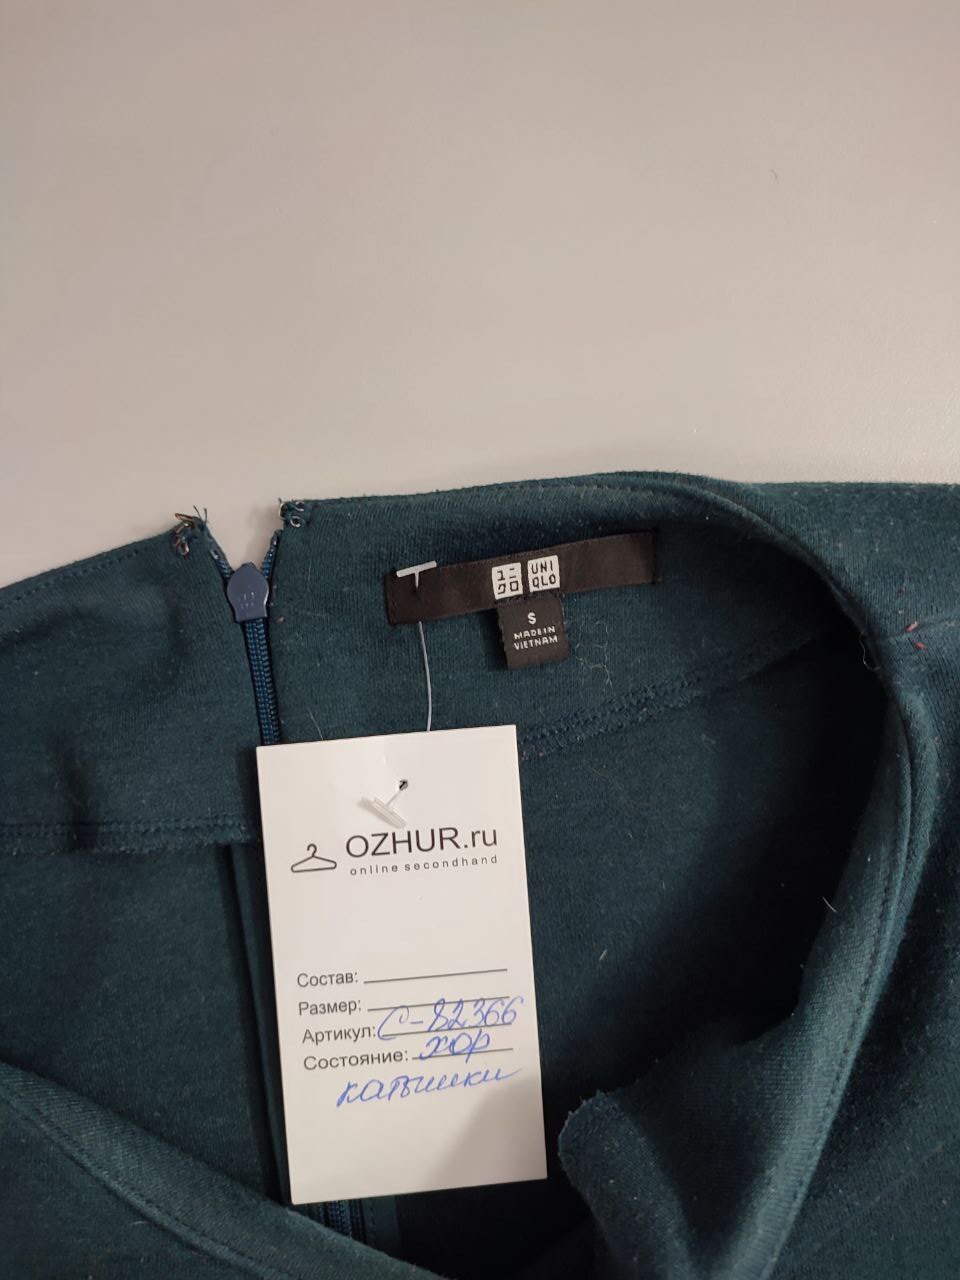 ユニ
クロ
UNI
QLO
S
MADE IN
VIETNAM
OZHUR.ru
online secondhand
Состав:
Размер:
Артикул: С-82366
Состояние: хор
катышки